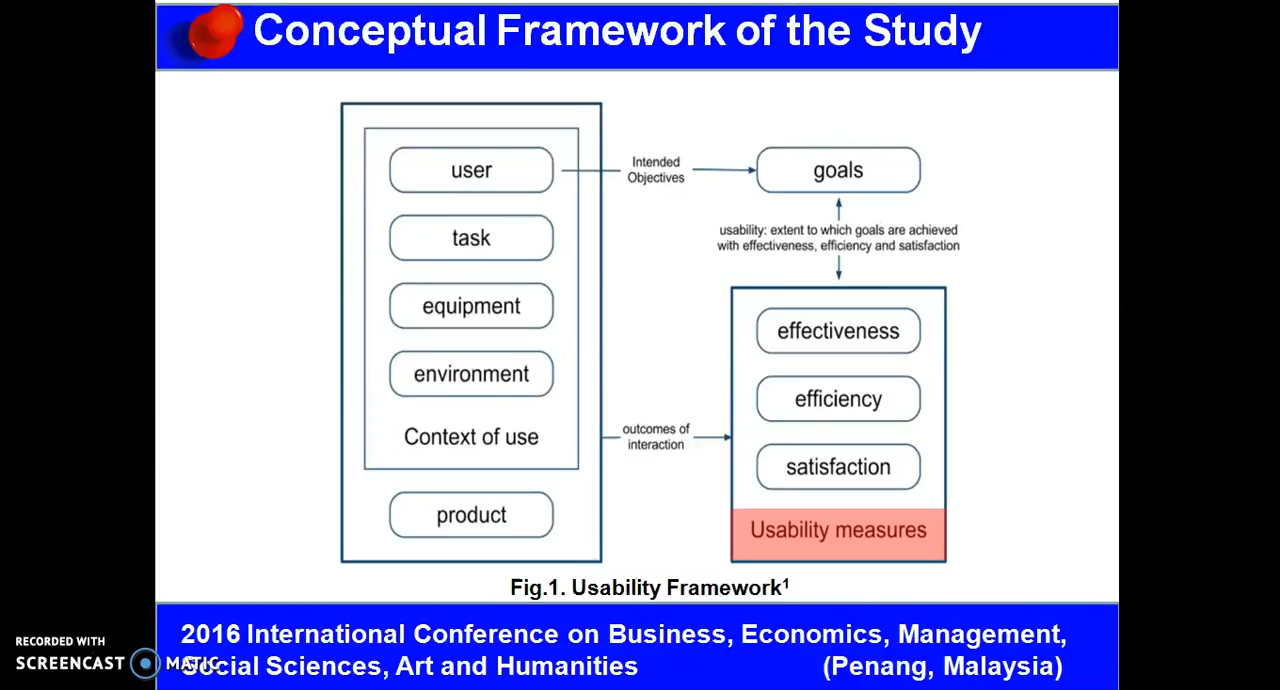 Conceptual Framework of the Study
user
task
equipment
environment
Context of use
product
Intended
Objectives
outcomes of
interaction
goals
usability: extent to which goals are achieved
with effectiveness, efficiency and satisfaction
effectiveness
efficiency
satisfaction
Usability measures
Fig.1. Usability Framework¹
2016 International Conference on Business, Economics, Management,
Social Sciences, Art and Humanities (Penang, Malaysia)
RECORDED WITH
SCREENCAST MATIC